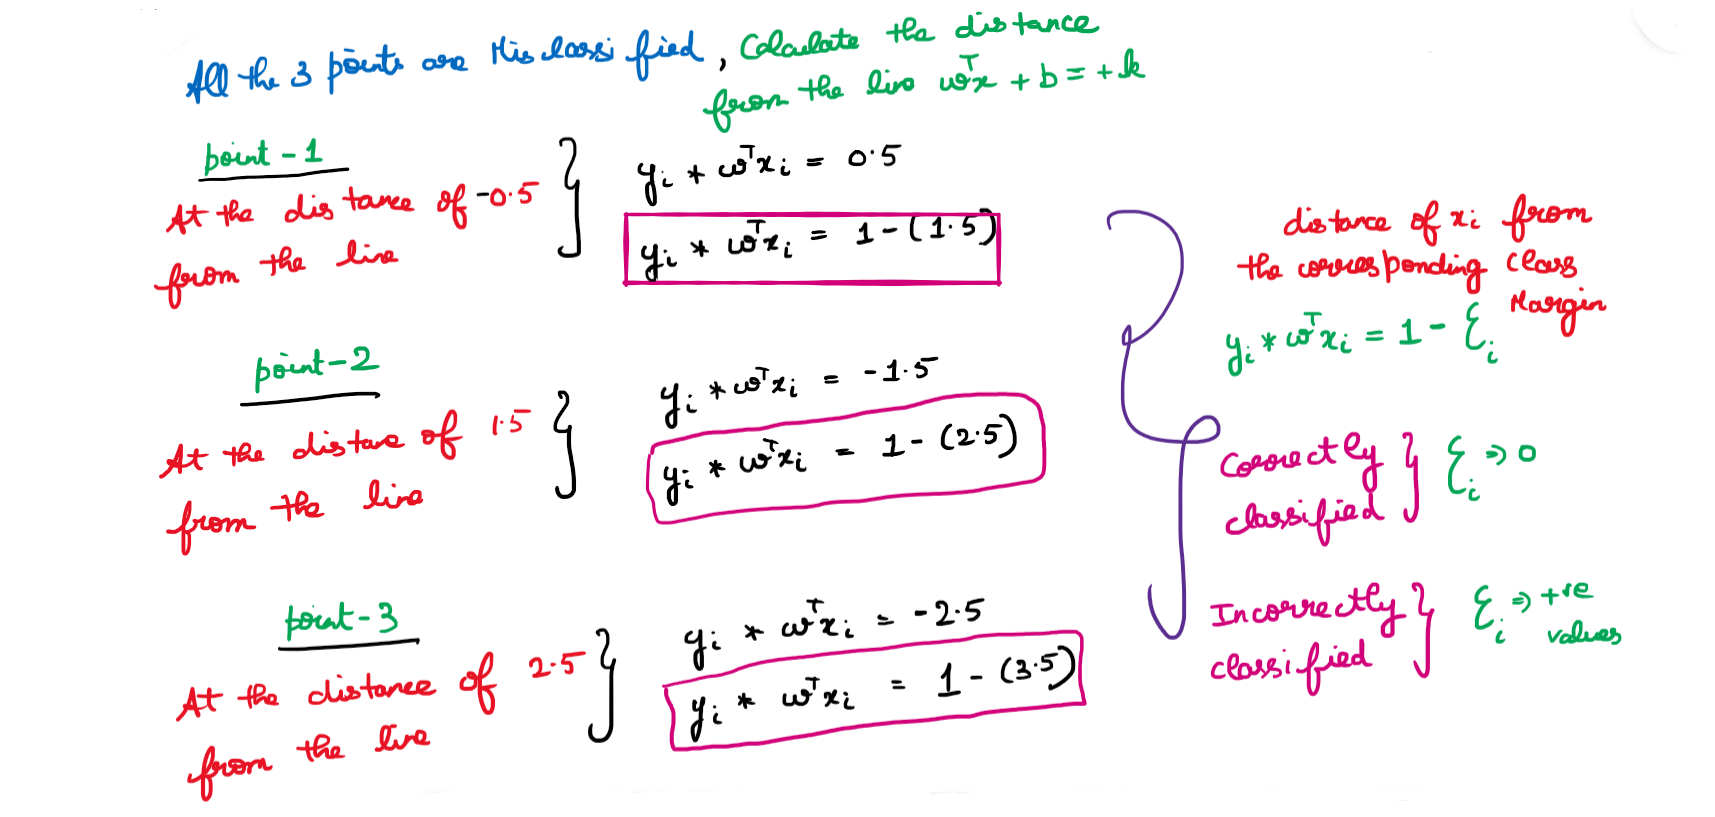 All the 3 points are Misclassified, Calculate the distance
from the line wᵀx + b = +k
point - 1
At the distance of -0.5
from the line
yᵢ * wᵀxᵢ = 0.5
yᵢ * wᵀxᵢ = 1-(1.5)
point-2
At the distace of 1.5
from the line
yᵢ * wᵀxᵢ = -1.5
yᵢ * wᵀxᵢ = 1-(2.5)
point-3
At the distance of 2.5
from the line
yᵢ * wᵀxᵢ = -2.5
yᵢ * wᵀxᵢ = 1-(3.5)
distance of xᵢ from
the corresponding class
Margin
yᵢ * wᵀxᵢ = 1 - ξᵢ
Correctly
classified } ξᵢ ⇒ 0
Incorrectly
classified } ξᵢ ⇒ +ve
values